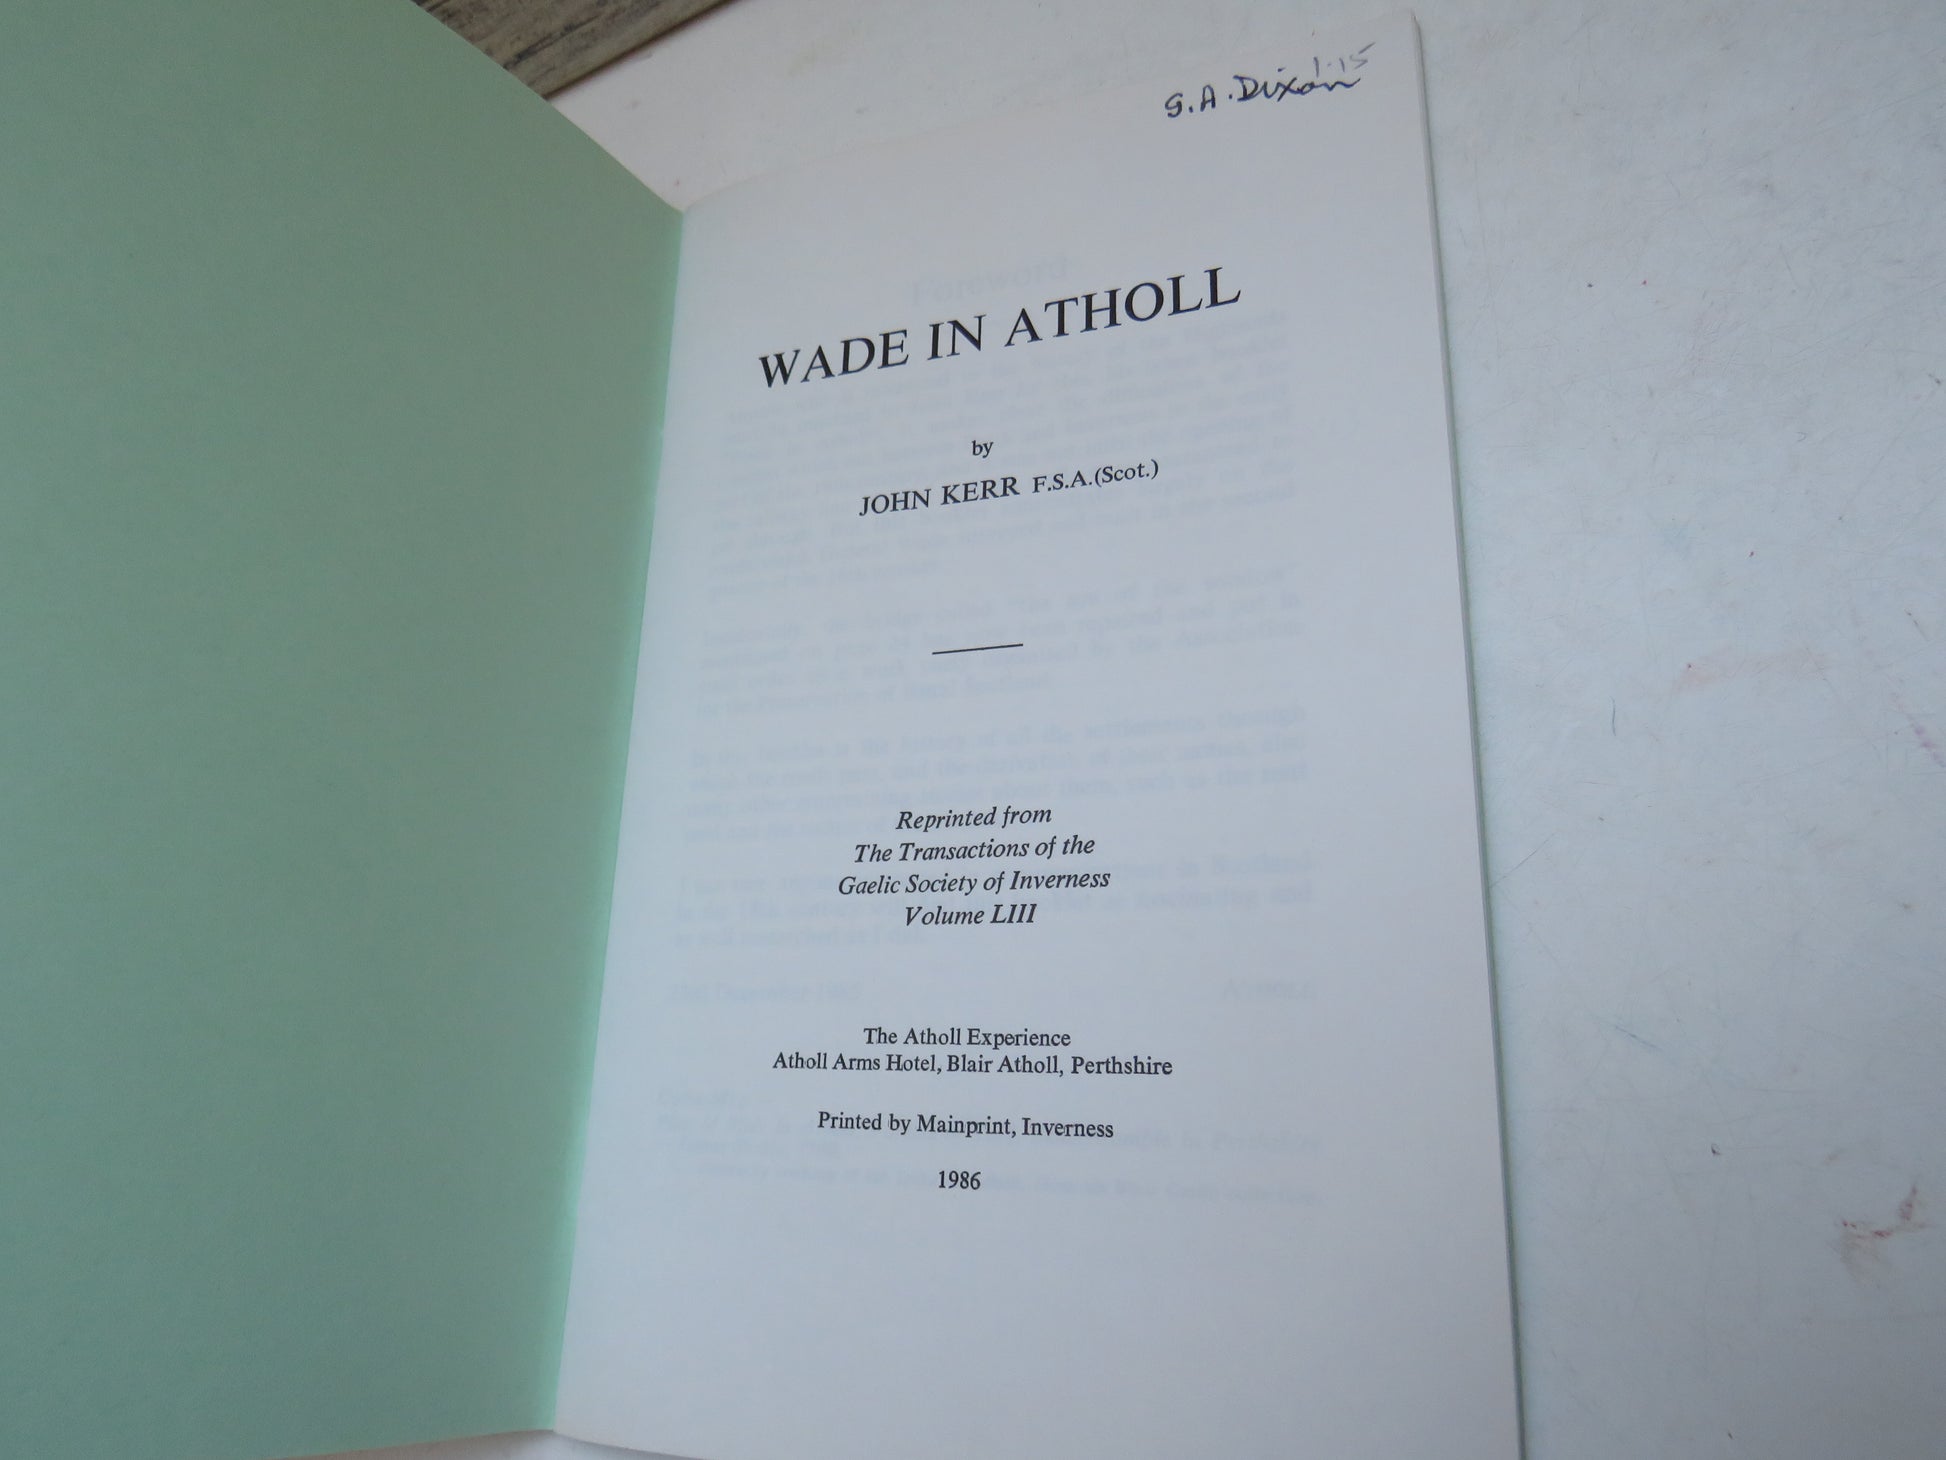 G.A. Dixon
1.15
WADE IN ATHOLL
by
JOHN KERR F.S.A.(Scot.)
Reprinted from
The Transactions of the
Gaelic Society of Inverness
Volume LIII
The Atholl Experience
Atholl Arms Hotel, Blair Atholl, Perthshire
Printed by Mainprint, Inverness
1986